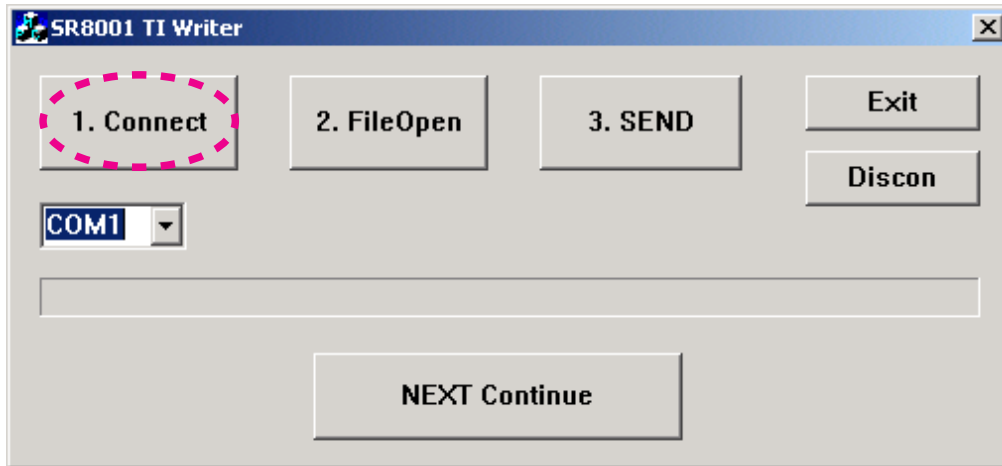 SR8001 TI Writer
1. Connect
2. FileOpen
3. SEND
Exit
Discon
COM1
NEXT Continue